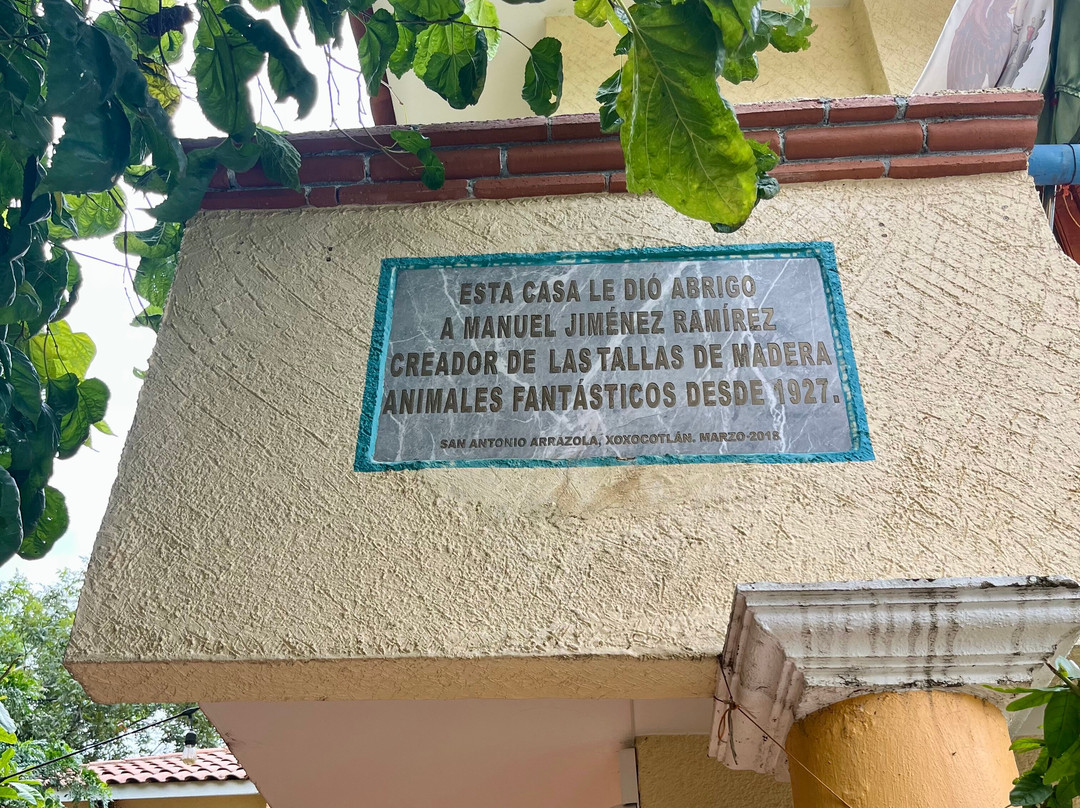 ESTA CASA LE DIÓ ABRIGO
A MANUEL JIMÉNEZ RAMÍREZ
CREADOR DE LAS TALLAS DE MADERA
ANIMALES FANTÁSTICOS DESDE 1927.
SAN ANTONIO ARRAZOLA, XOXOCOTLÁN. MARZO-2018.